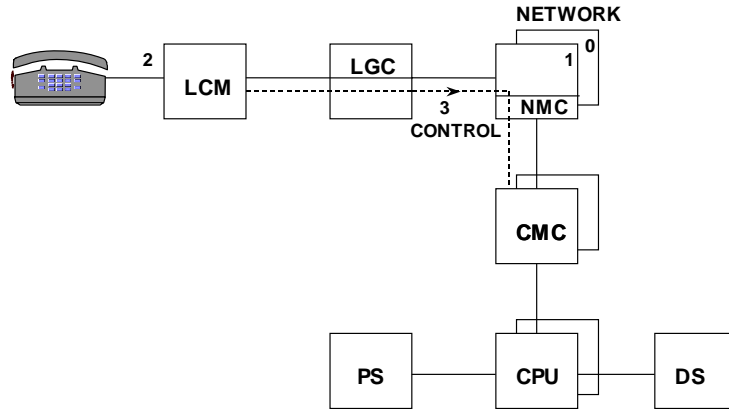 NETWORK
0
1
2
LCM
LGC
NMC
3
CONTROL
CMC
PS
CPU
DS